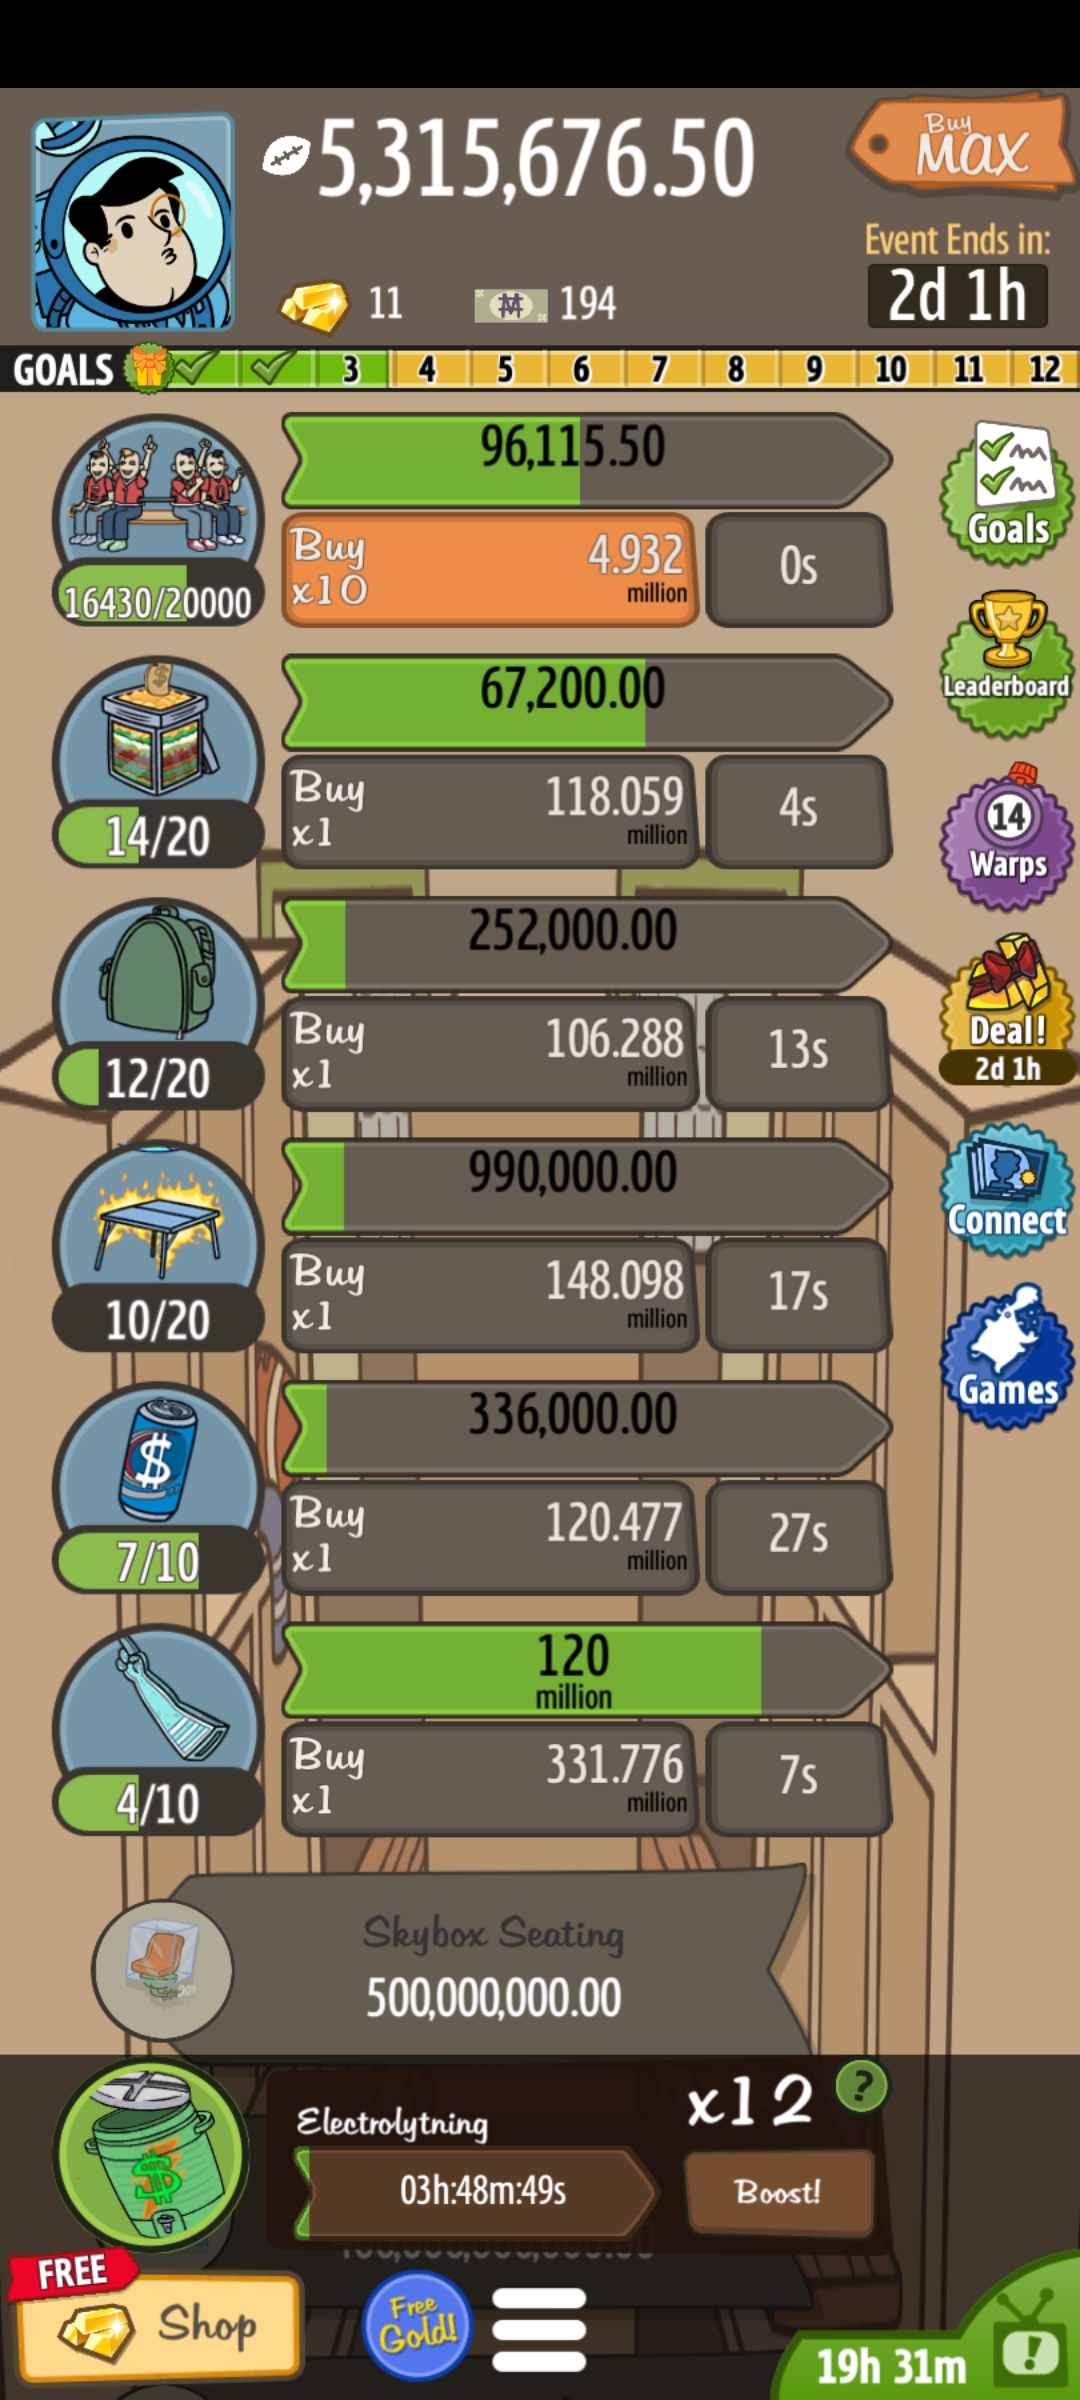 5,315,676.50
Buy
MAX
Event Ends in:
2d 1h
11
194
GOALS 3 4 5 6 7 8 9 10 11 12
96,115.50
Buy
x10
4.932
million
0s
16430/20000
Goals
67,200.00
Buy
x1
118.059
million
4s
14/20
Leaderboard
252,000.00
Buy
x1
106.288
million
13s
12/20
14
Warps
990,000.00
Buy
x1
148.098
million
17s
10/20
Deal!
2d 1h
336,000.00
Buy
x1
120.477
million
27s
7/10
Connect
120
million
Buy
x1
331.776
million
7s
4/10
Games
Skybox Seating
500,000,000.00
Electrolytning
x12
?
03h:48m:49s
Boost!
FREE
Shop
Free
Gold!
19h 31m
!